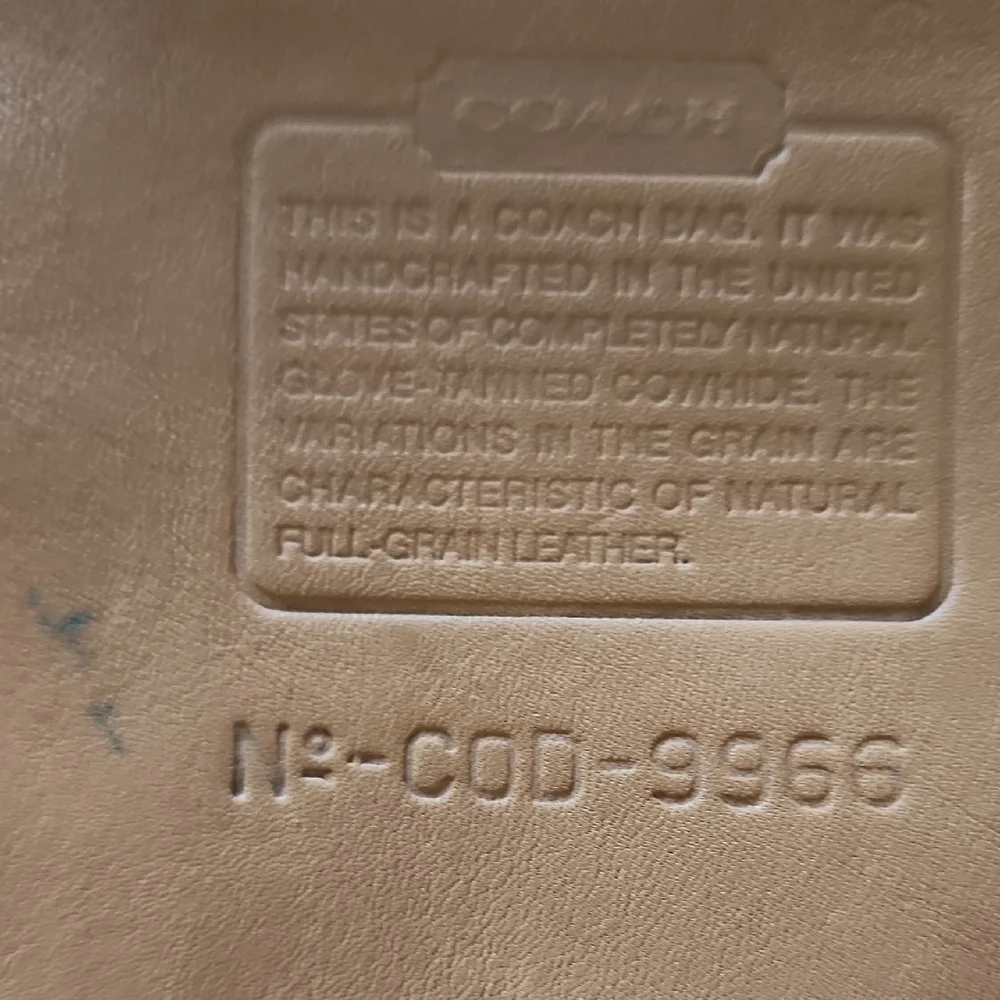 COACH
THIS IS A COACH BAG. IT WAS
HANDCRAFTED IN THE UNITED
STATES OF COMPLETELY NATURAL
GLOVE-TANNED COWHIDE. THE
VARIATIONS IN THE GRAIN ARE
CHARACTERISTIC OF NATURAL
FULL-GRAIN LEATHER.
Nº.-COD-9966